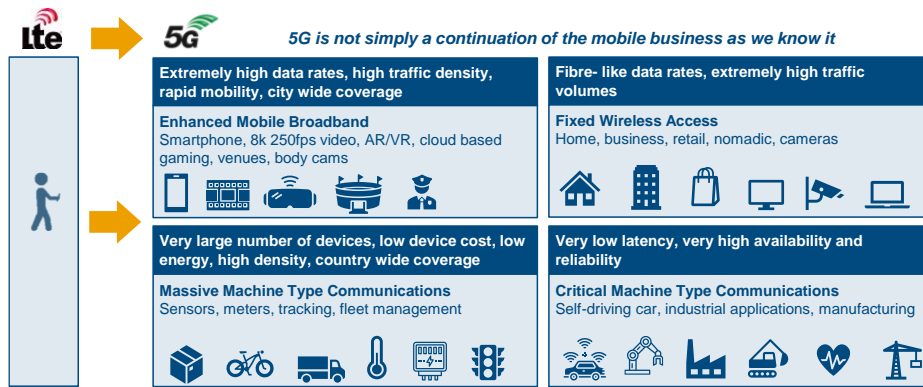 lte
5G
5G is not simply a continuation of the mobile business as we know it
Extremely high data rates, high traffic density,
rapid mobility, city wide coverage
Enhanced Mobile Broadband
Smartphone, 8k 250fps video, AR/VR, cloud based
gaming, venues, body cams
Fibre- like data rates, extremely high traffic
volumes
Fixed Wireless Access
Home, business, retail, nomadic, cameras
Very large number of devices, low device cost, low
energy, high density, country wide coverage
Massive Machine Type Communications
Sensors, meters, tracking, fleet management
Very low latency, very high availability and
reliability
Critical Machine Type Communications
Self-driving car, industrial applications, manufacturing